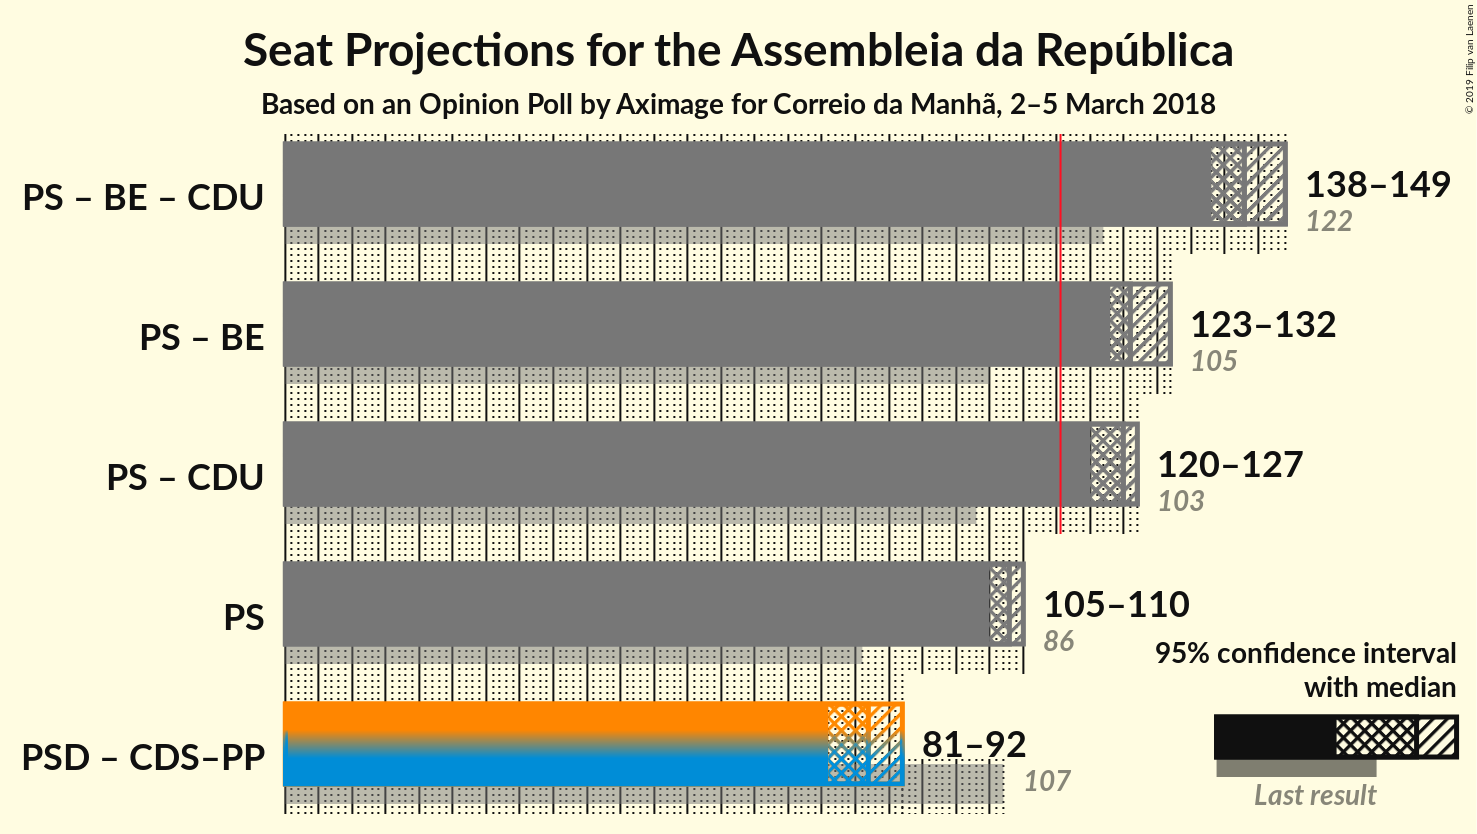 Seat Projections for the Assembleia da República
Based on an Opinion Poll by Aximage for Correio da Manhã, 2–5 March 2018
© 2019 Filip van Laenen
PS – BE – CDU
138–149
122
PS – BE
123–132
105
PS – CDU
120–127
103
PS
105–110
86
PSD – CDS–PP
81–92
107
95% confidence interval
with median
Last result